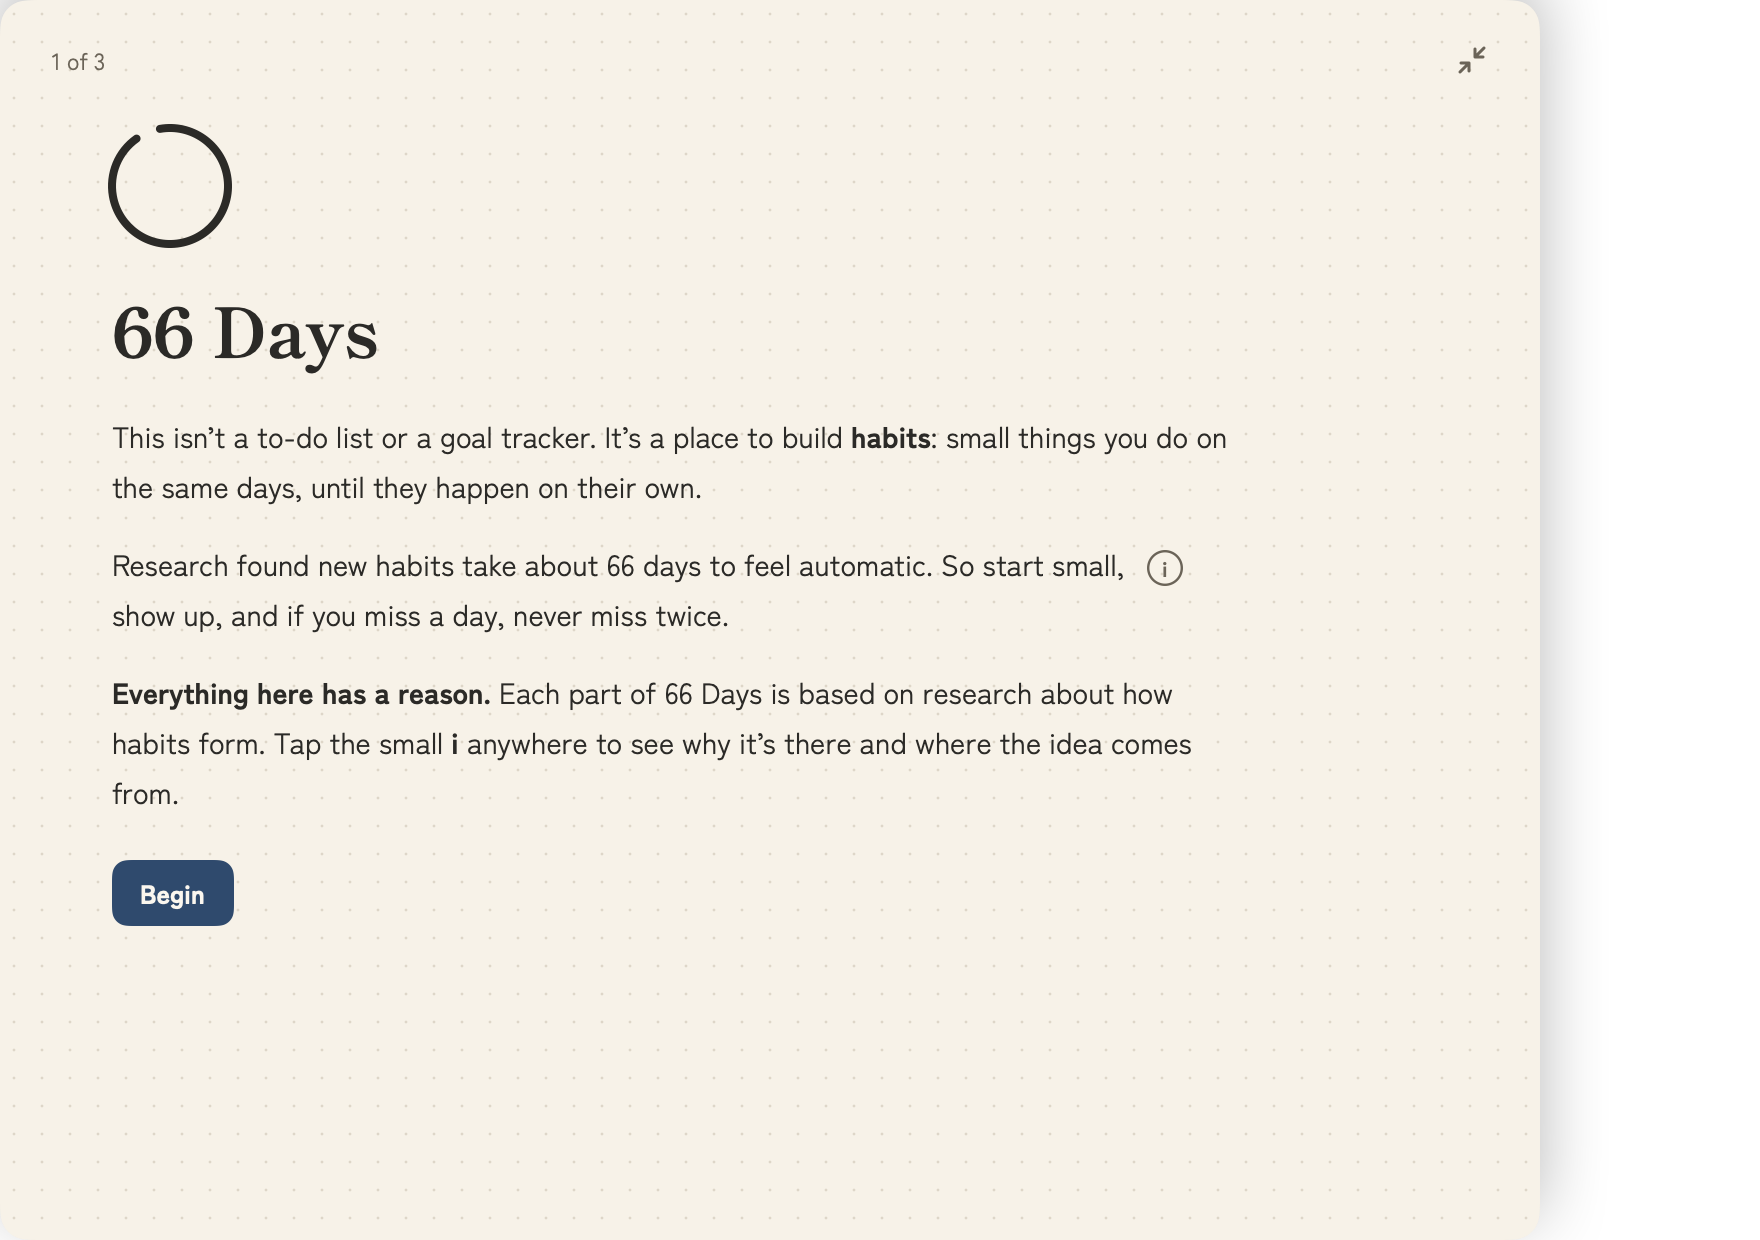 1 of 3
66 Days
This isn’t a to-do list or a goal tracker. It’s a place to build habits: small things you do on
the same days, until they happen on their own.
Research found new habits take about 66 days to feel automatic. So start small, i
show up, and if you miss a day, never miss twice.
Everything here has a reason. Each part of 66 Days is based on research about how
habits form. Tap the small i anywhere to see why it’s there and where the idea comes
from.
Begin